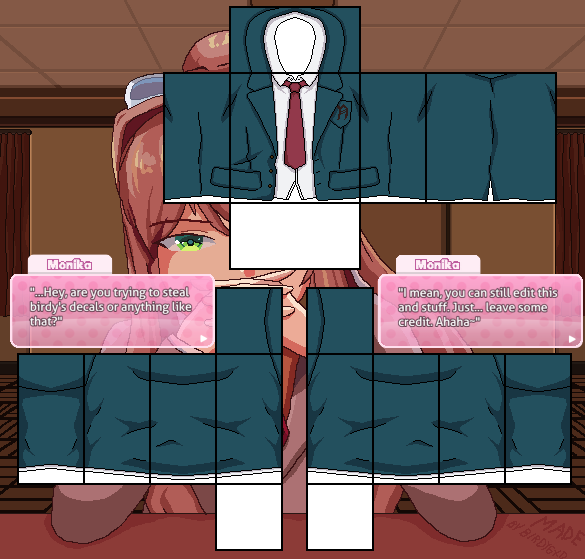 Monika
"...Hey, are you trying to steal
birdy's decals or anything like
that?"
Monika
"I mean, you can still edit this
and stuff. Just... leave some
credit. Ahaha~"
MADE